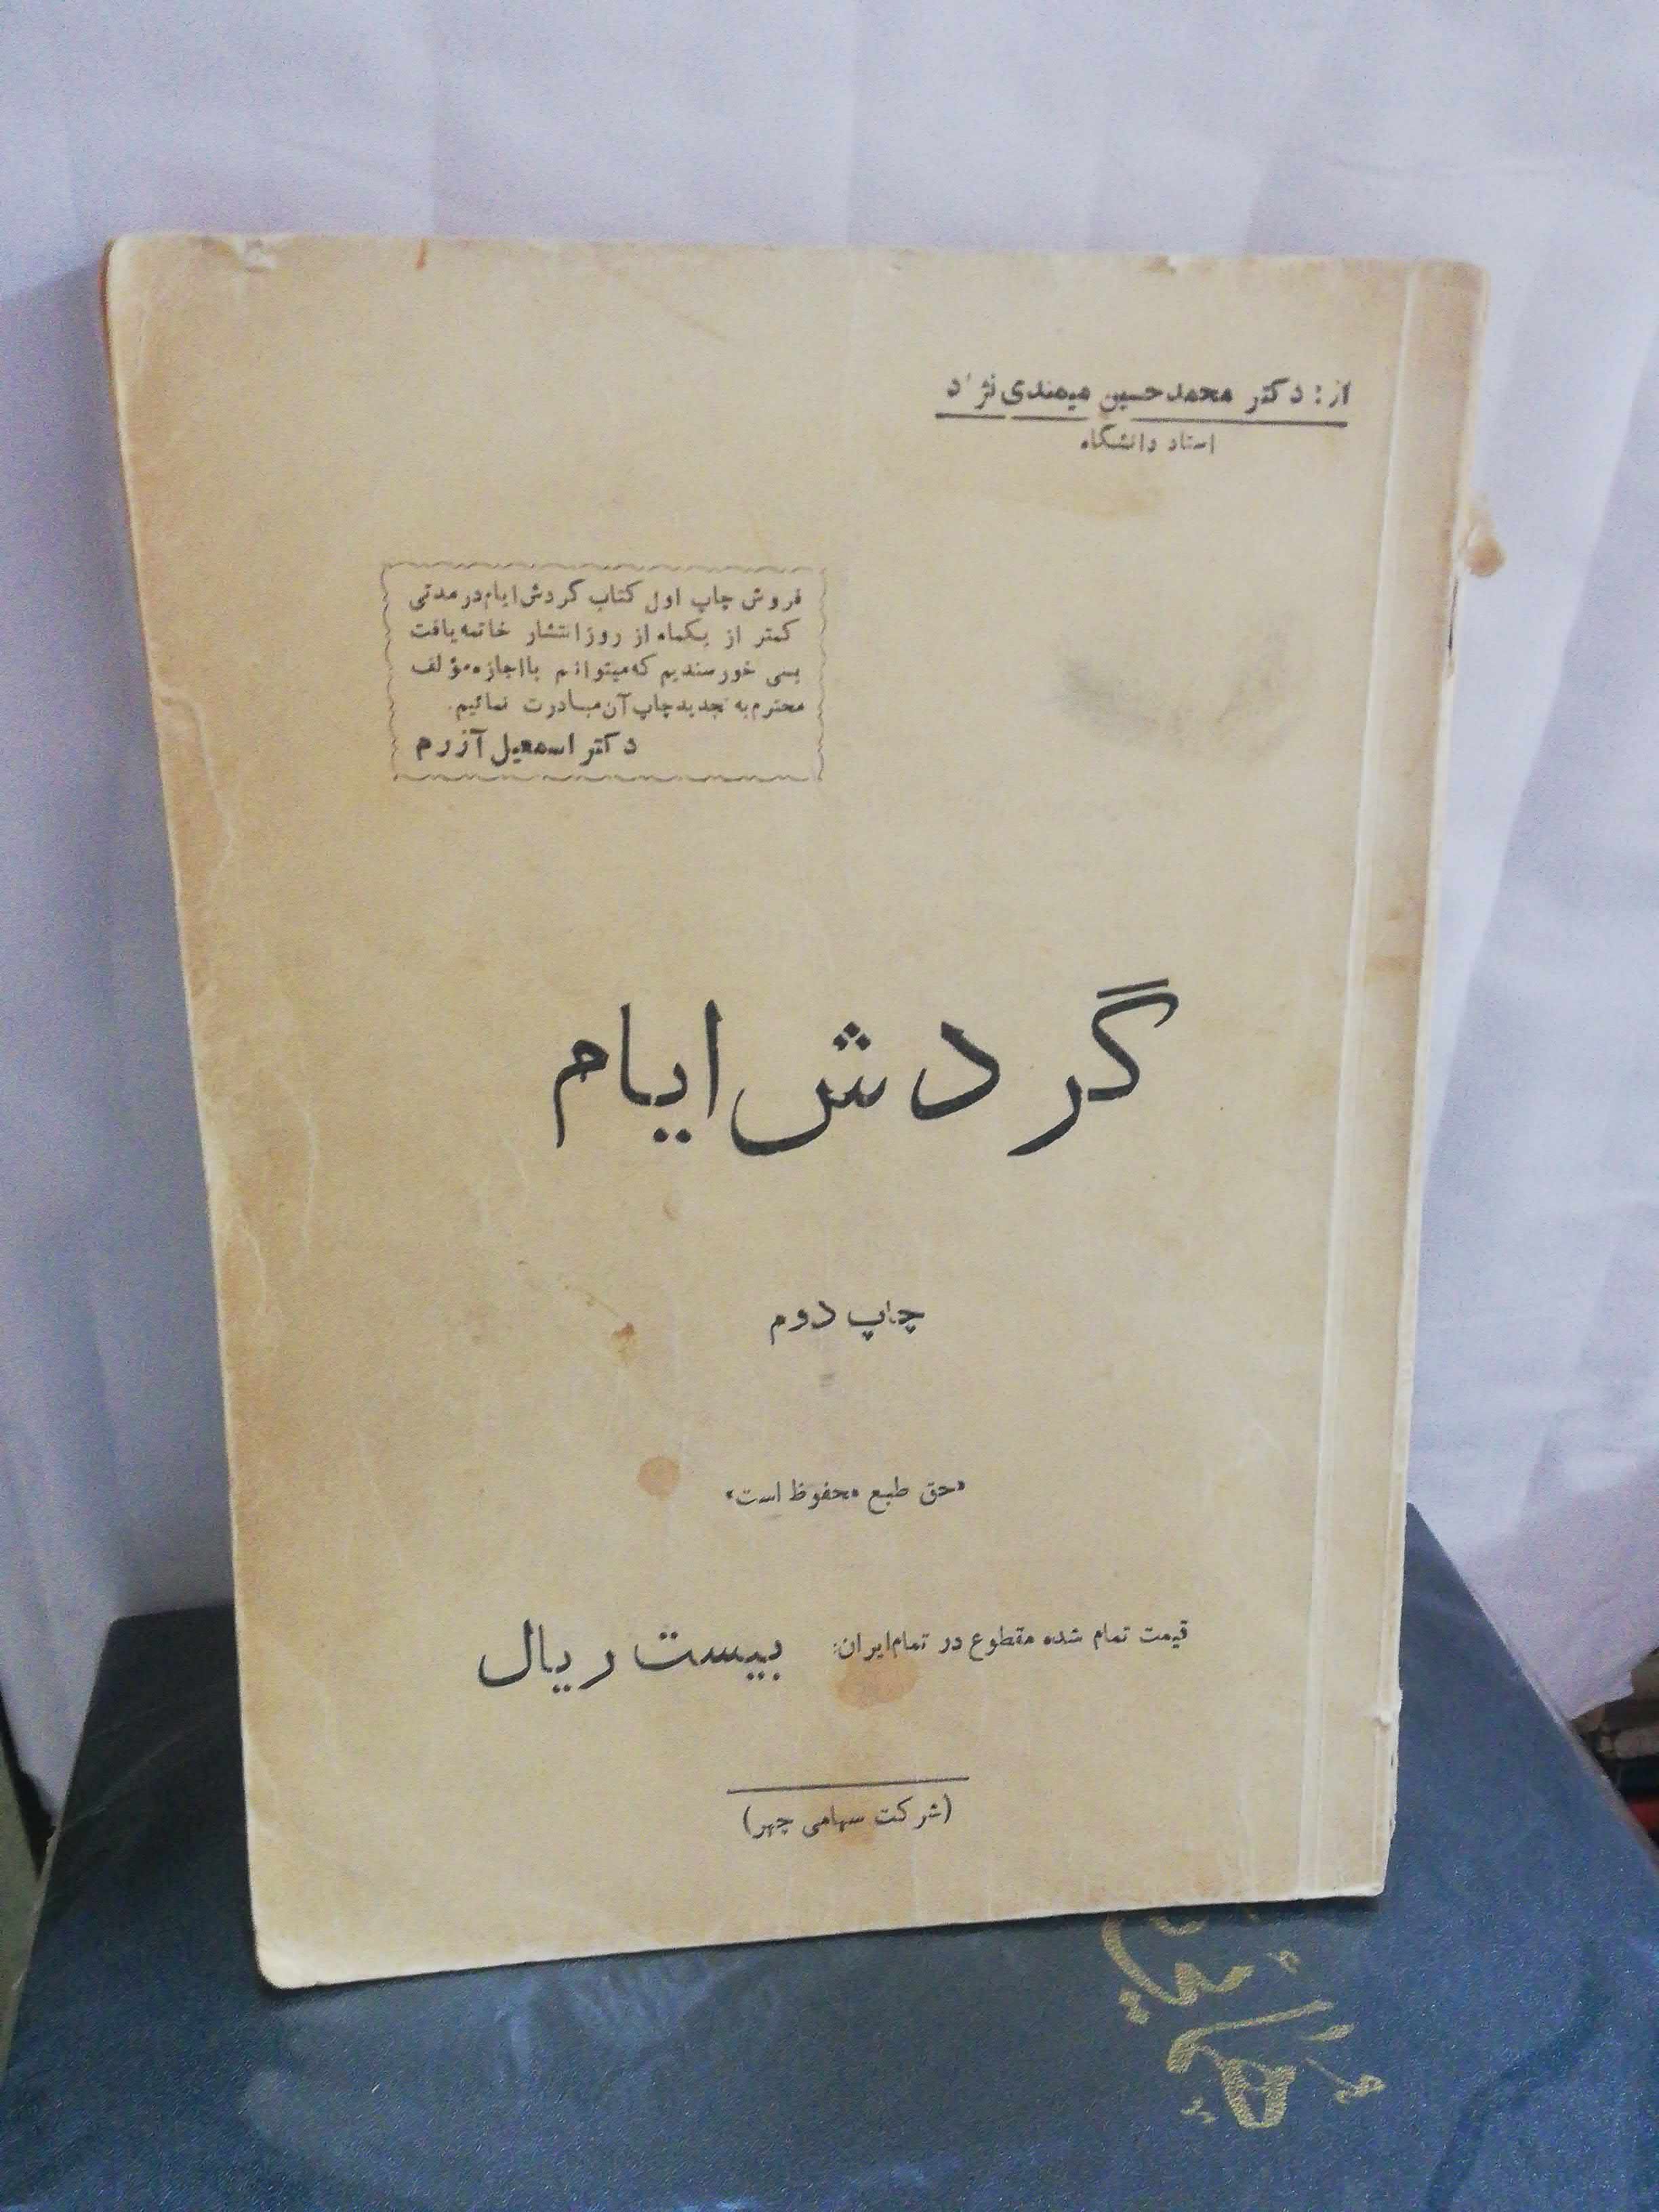 از: دکتر محمدحسین میمندی نژاد
استاد دانشگاه
فروش چاپ اول کتاب گردش ایام در مدتی
کمتر از یکماه از روز انتشار خاتمه یافت
بسی خورسندیم که میتوانم با اجازه مؤلف
محترم به تجدید چاپ آن مبادرت نمائیم.
دکتر اسمعیل آزرم
گردش ایام
چاپ دوم
«حق طبع محفوظ است»
قیمت تمام شده مقطوع در تمام ایران: بیست ریال
(شرکت سهامی چهر)